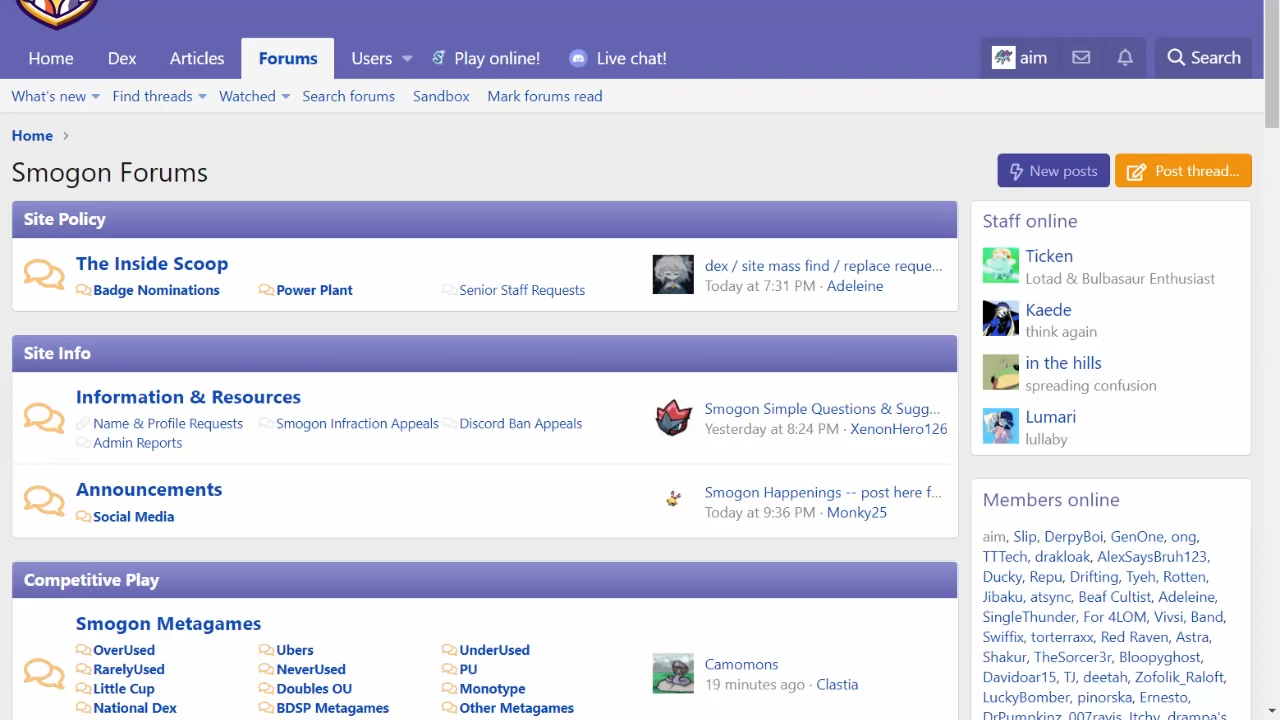 Home Dex Articles Forums Users Play online! Live chat! aim Search
What's new Find threads Watched Search forums Sandbox Mark forums read
Home
Smogon Forums
New posts Post thread...
Site Policy
The Inside Scoop
Badge Nominations Power Plant Senior Staff Requests
dex / site mass find / replace reque...
Today at 7:31 PM · Adeleine
Site Info
Information & Resources
Name & Profile Requests Smogon Infraction Appeals Discord Ban Appeals
Admin Reports
Smogon Simple Questions & Sugg...
Yesterday at 8:24 PM · XenonHero126
Announcements
Social Media
Smogon Happenings -- post here f...
Today at 9:36 PM · Monky25
Competitive Play
Smogon Metagames
OverUsed Ubers UnderUsed
RarelyUsed NeverUsed PU
Little Cup Doubles OU Monotype
National Dex BDSP Metagames Other Metagames
Camomons
19 minutes ago · Clastia
Staff online
Ticken
Lotad & Bulbasaur Enthusiast
Kaede
think again
in the hills
spreading confusion
Lumari
lullaby
Members online
aim, Slip, DerpyBoi, GenOne, ong,
TTTech, drakloak, AlexSaysBruh123,
Ducky, Repu, Drifting, Tyeh, Rotten,
Jibaku, atsync, Beaf Cultist, Adeleine,
SingleThunder, For 4LOM, Vivsi, Band,
Swiffix, torterraxx, Red Raven, Astra,
Shakur, TheSorcer3r, Bloopyghost,
Davidoar15, TJ, deetah, Zofolik_Raloft,
LuckyBomber, pinorska, Ernesto,
DrPumpkinz, 007ravis, Itchy, drampa's